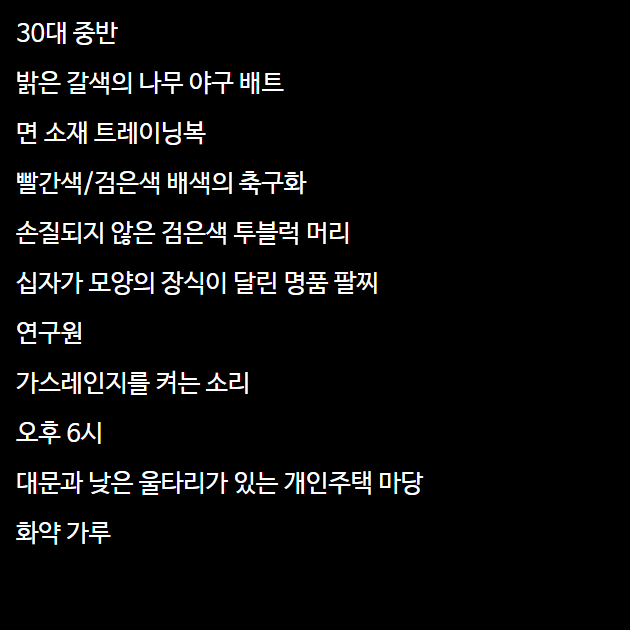 30대 중반
밝은 갈색의 나무 야구 배트
면 소재 트레이닝복
빨간색/검은색 배색의 축구화
손질되지 않은 검은색 투블럭 머리
십자가 모양의 장식이 달린 명품 팔찌
연구원
가스레인지를 켜는 소리
오후 6시
대문과 낮은 울타리가 있는 개인주택 마당
화약 가루